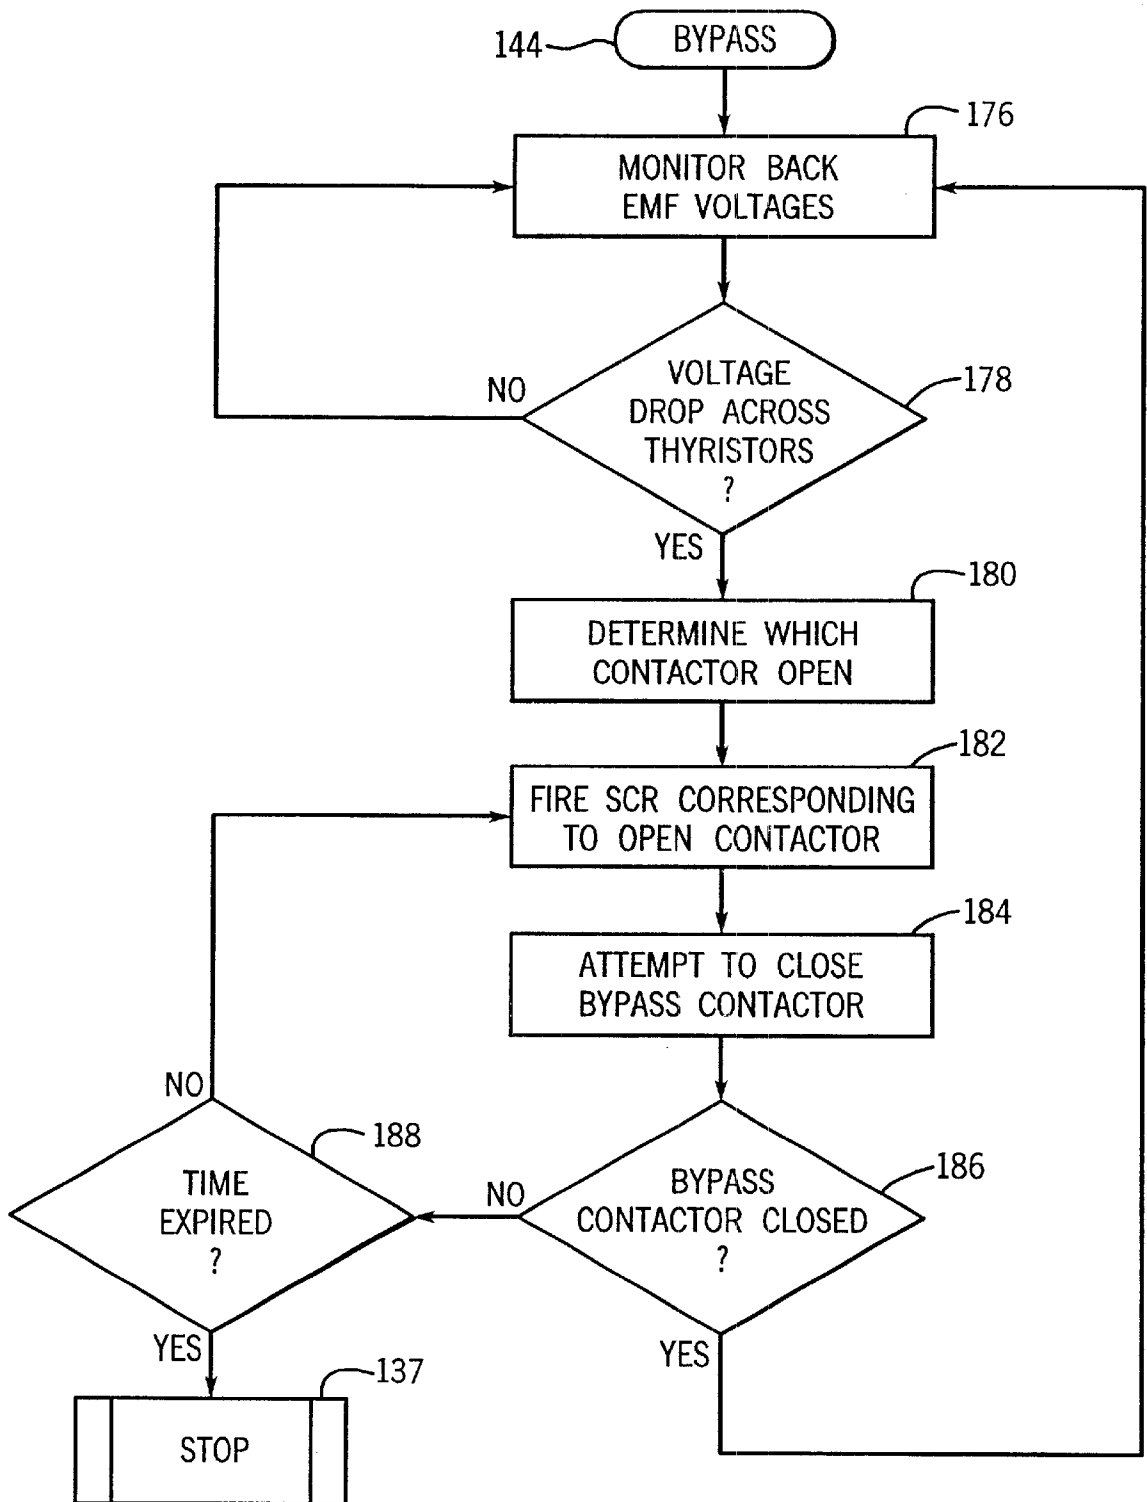 144
BYPASS
176
MONITOR BACK
EMF VOLTAGES
NO
VOLTAGE
DROP ACROSS
THYRISTORS
?
178
YES
180
DETERMINE WHICH
CONTACTOR OPEN
182
FIRE SCR CORRESPONDING
TO OPEN CONTACTOR
184
ATTEMPT TO CLOSE
BYPASS CONTACTOR
NO
188
TIME
EXPIRED
?
NO
BYPASS
CONTACTOR CLOSED
?
186
YES
YES
137
STOP